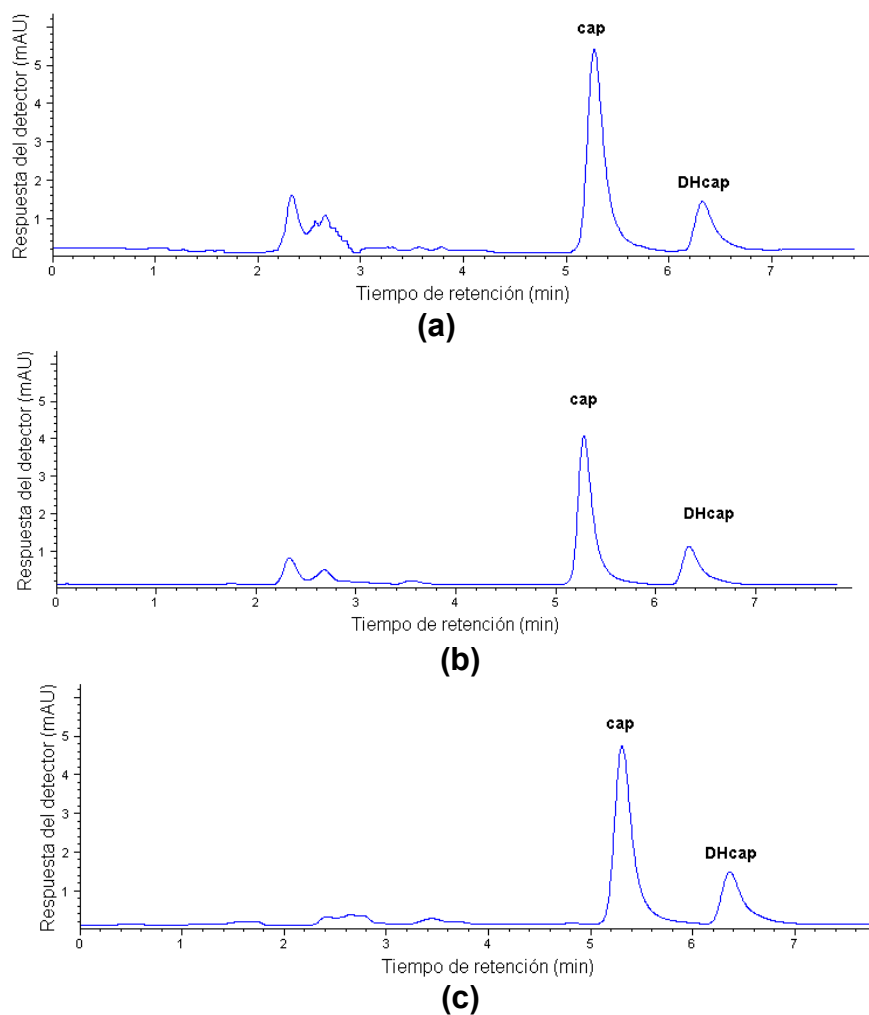 cap
DHcap
Respuesta del detector (mAU)
5
4
3
2
1
0 1 2 3 4 5 6 7
Tiempo de retención (min)
(a)
cap
DHcap
Respuesta del detector (mAU)
5
4
3
2
1
0 1 2 3 4 5 6 7
Tiempo de retención (min)
(b)
cap
DHcap
Respuesta del detector (mAU)
5
4
3
2
1
0 1 2 3 4 5 6 7
Tiempo de retención (min)
(c)